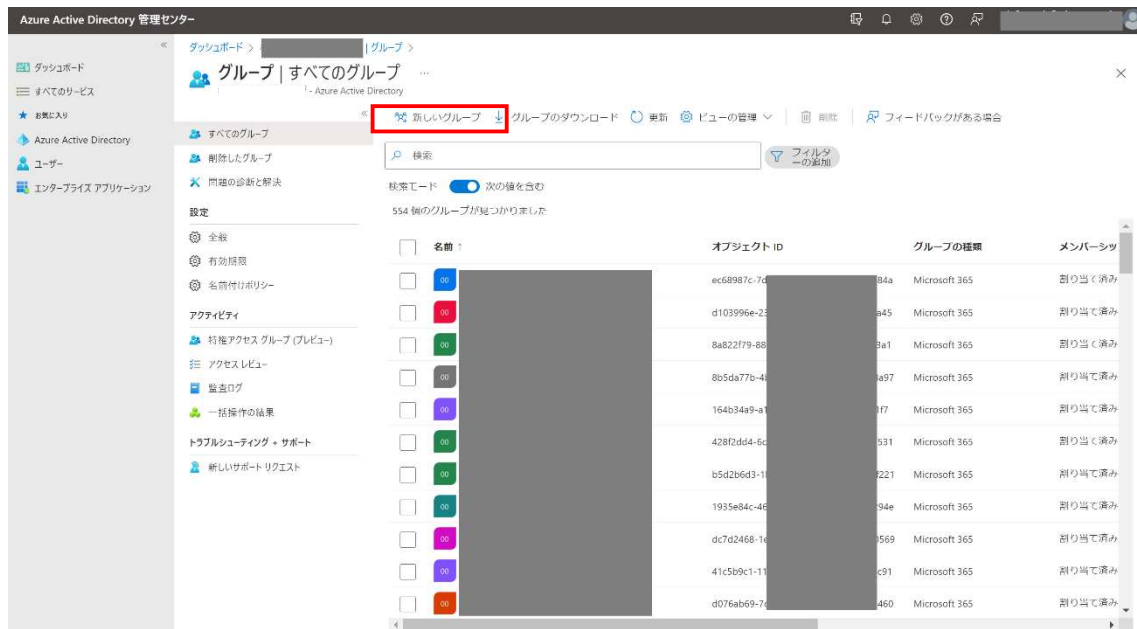 Azure Active Directory 管理センター
ダッシュボード >
| グループ >
グループ | すべてのグループ …
- Azure Active Directory
ダッシュボード
すべてのサービス
お気に入り
Azure Active Directory
ユーザー
エンタープライズ アプリケーション
すべてのグループ
削除したグループ
問題の診断と解決
設定
全般
有効期限
名前付けポリシー
アクティビティ
特権アクセス グループ (プレビュー)
アクセス レビュー
監査ログ
一括操作の結果
トラブルシューティング + サポート
新しいサポート リクエスト
新しいグループ グループのダウンロード 更新 ビューの管理 削除 フィードバックがある場合
検索
フィルターの追加
検索モード 次の値を含む
554 個のグループが見つかりました
名前 ↑ オブジェクト ID グループの種類 メンバーシッ
00 ec68987c-7d 84a Microsoft 365 割り当て済み
00 d103996e-23 a45 Microsoft 365 割り当て済み
00 8a822f79-88 3a1 Microsoft 365 割り当て済み
00 8b5da77b-4 a97 Microsoft 365 割り当て済み
00 164b34a9-a1 1f7 Microsoft 365 割り当て済み
00 428f2dd4-6c 531 Microsoft 365 割り当て済み
00 b5d2b6d3-1 f221 Microsoft 365 割り当て済み
00 1935e84c-46 94e Microsoft 365 割り当て済み
00 dc7d2468-1e 569 Microsoft 365 割り当て済み
00 41c5b9c1-11 c91 Microsoft 365 割り当て済み
00 d076ab69-7 460 Microsoft 365 割り当て済み